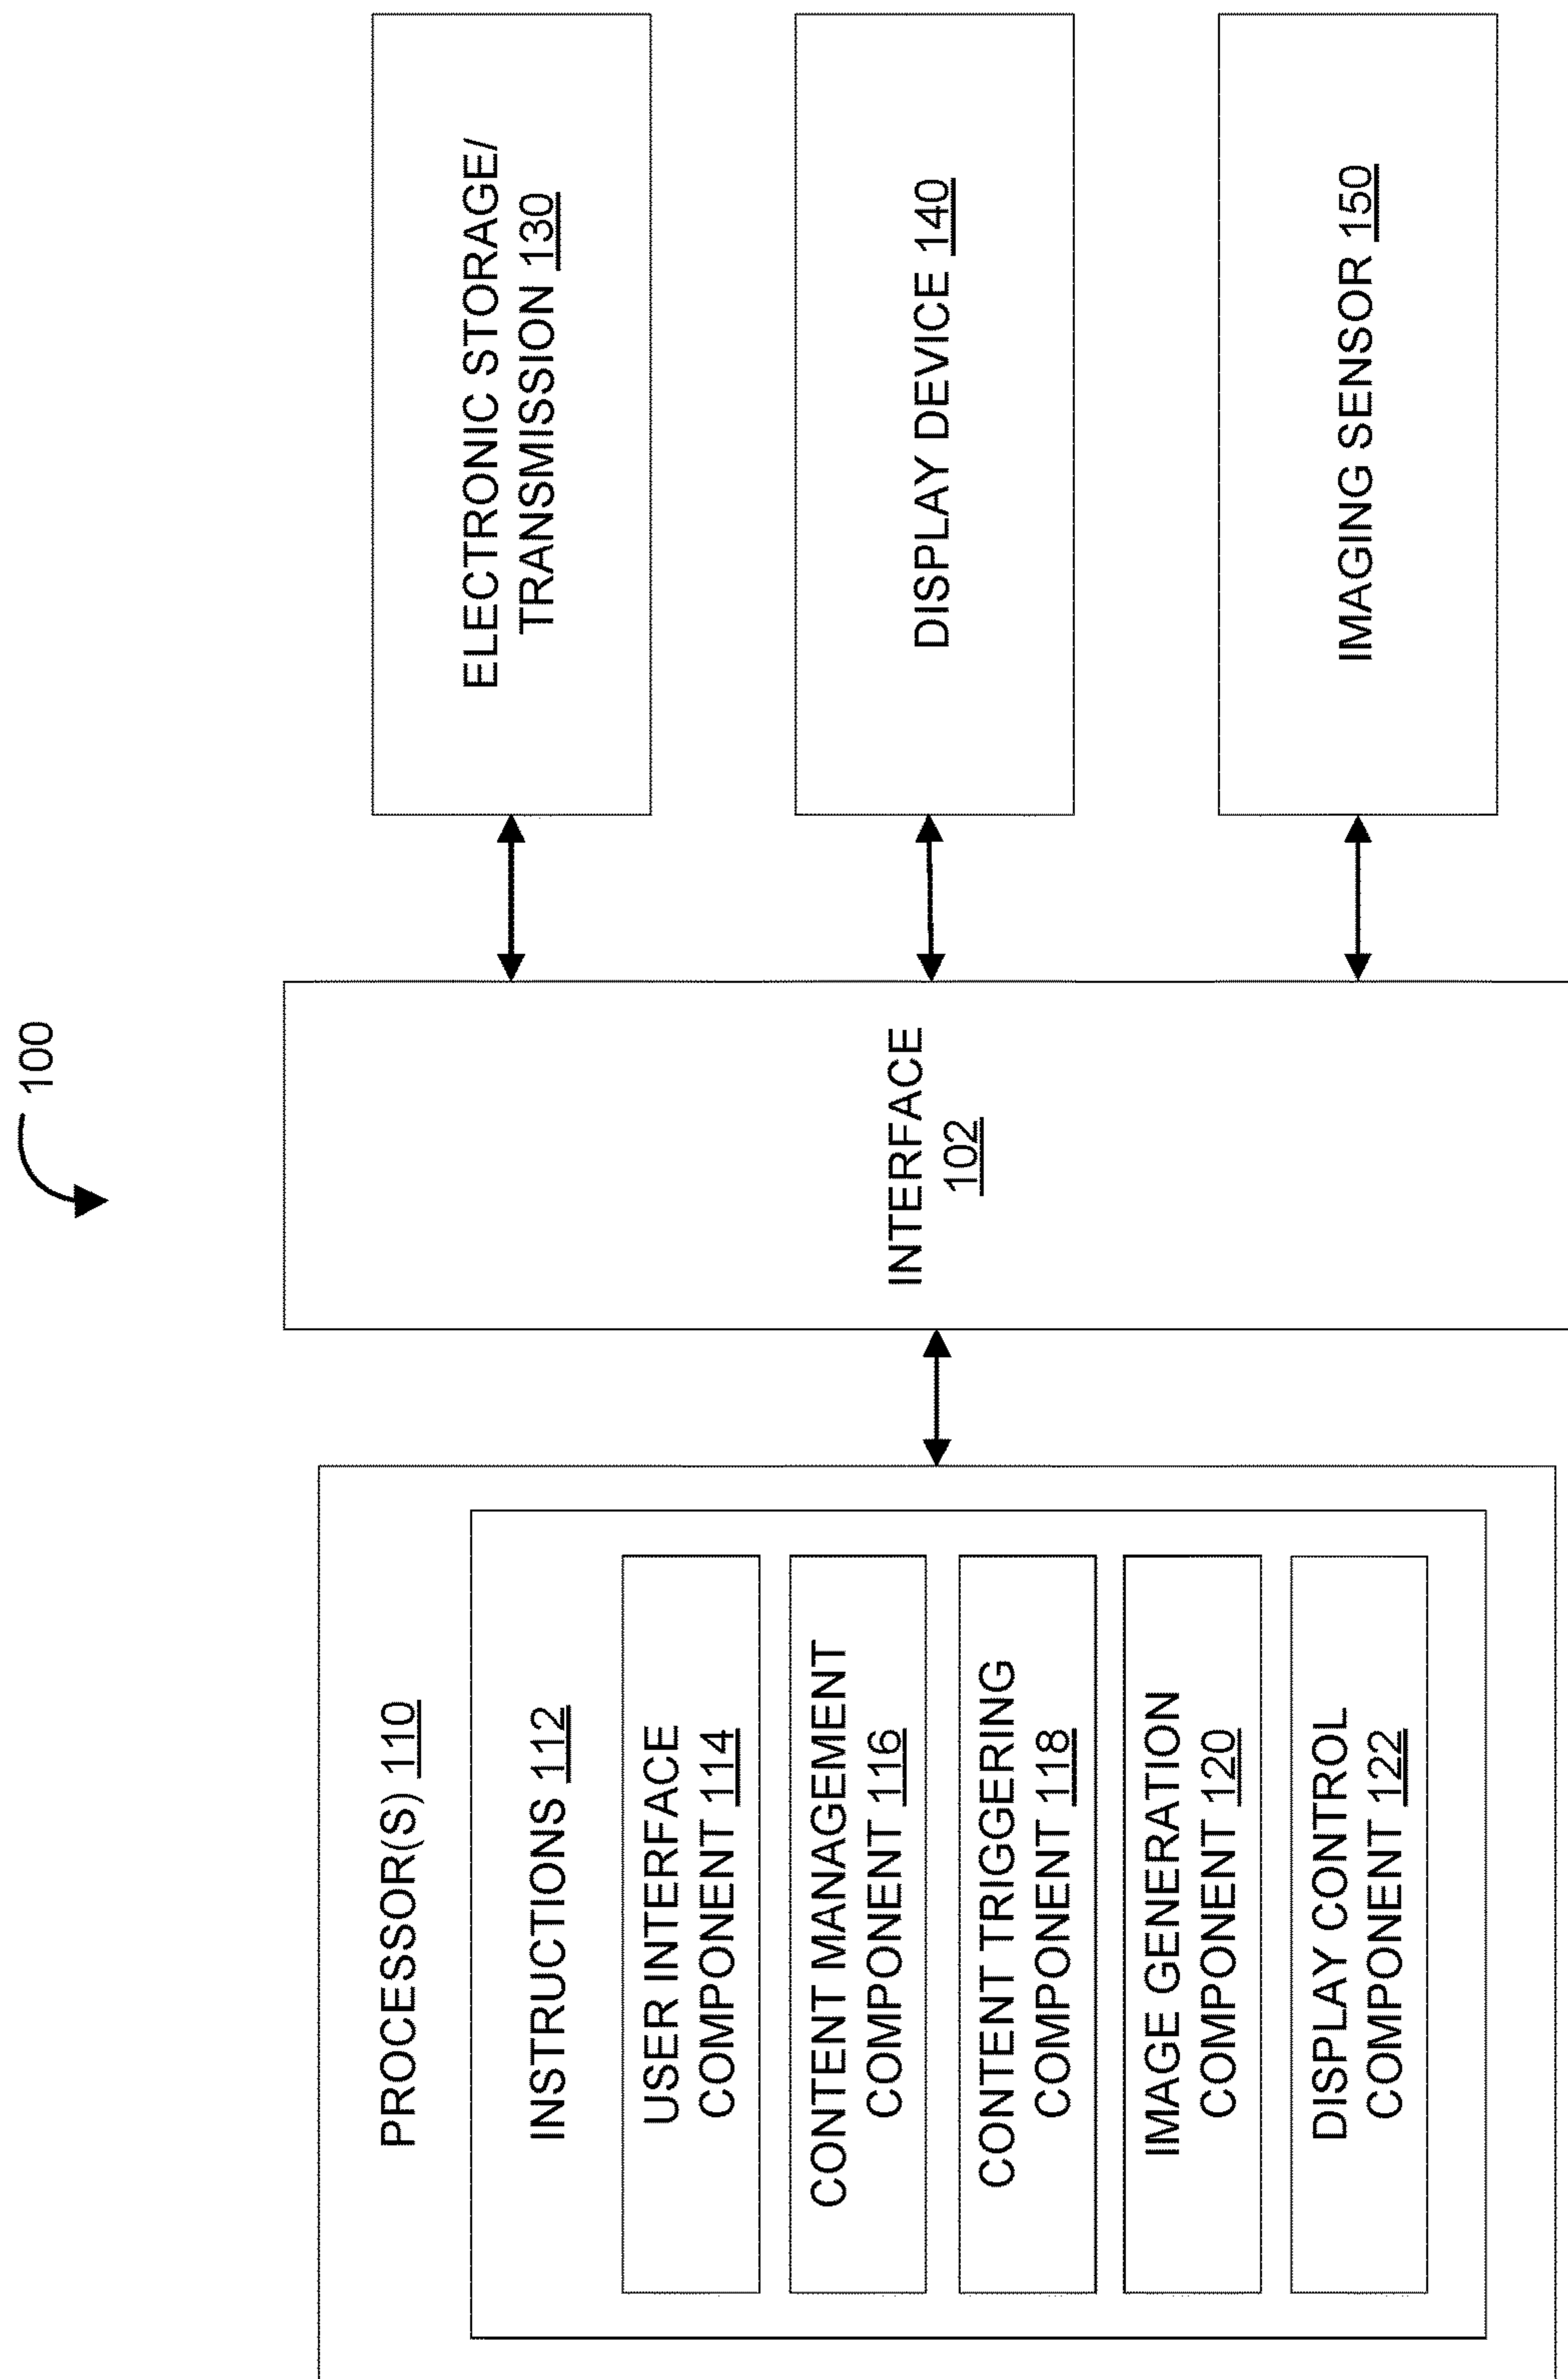 100
PROCESSOR(S) 110
INSTRUCTIONS 112
USER INTERFACE
COMPONENT 114
CONTENT MANAGEMENT
COMPONENT 116
CONTENT TRIGGERING
COMPONENT 118
IMAGE GENERATION
COMPONENT 120
DISPLAY CONTROL
COMPONENT 122
INTERFACE
102
ELECTRONIC STORAGE/
TRANSMISSION 130
DISPLAY DEVICE 140
IMAGING SENSOR 150